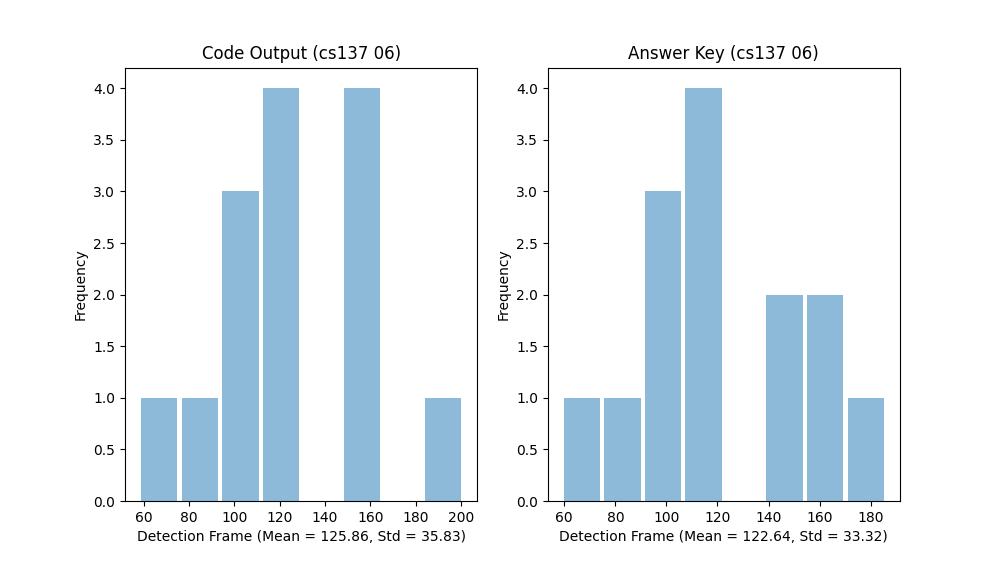 Code Output (cs137 06)
Frequency
4.0
3.5
3.0
2.5
2.0
1.5
1.0
0.5
0.0
60 80 100 120 140 160 180 200
Detection Frame (Mean = 125.86, Std = 35.83)
Answer Key (cs137 06)
Frequency
4.0
3.5
3.0
2.5
2.0
1.5
1.0
0.5
0.0
60 80 100 120 140 160 180
Detection Frame (Mean = 122.64, Std = 33.32)